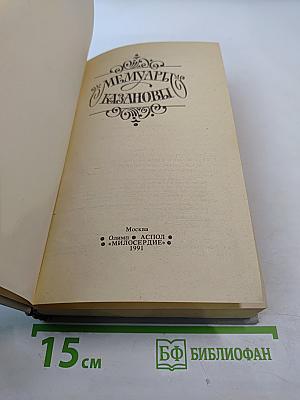 МЕМУАРЫ
КАЗАНОВЫ
Москва
Олимп • АСПОЛ
• «МИЛОСЕРДИЕ» •
1991
15 см
БФ БИБЛИОФАН